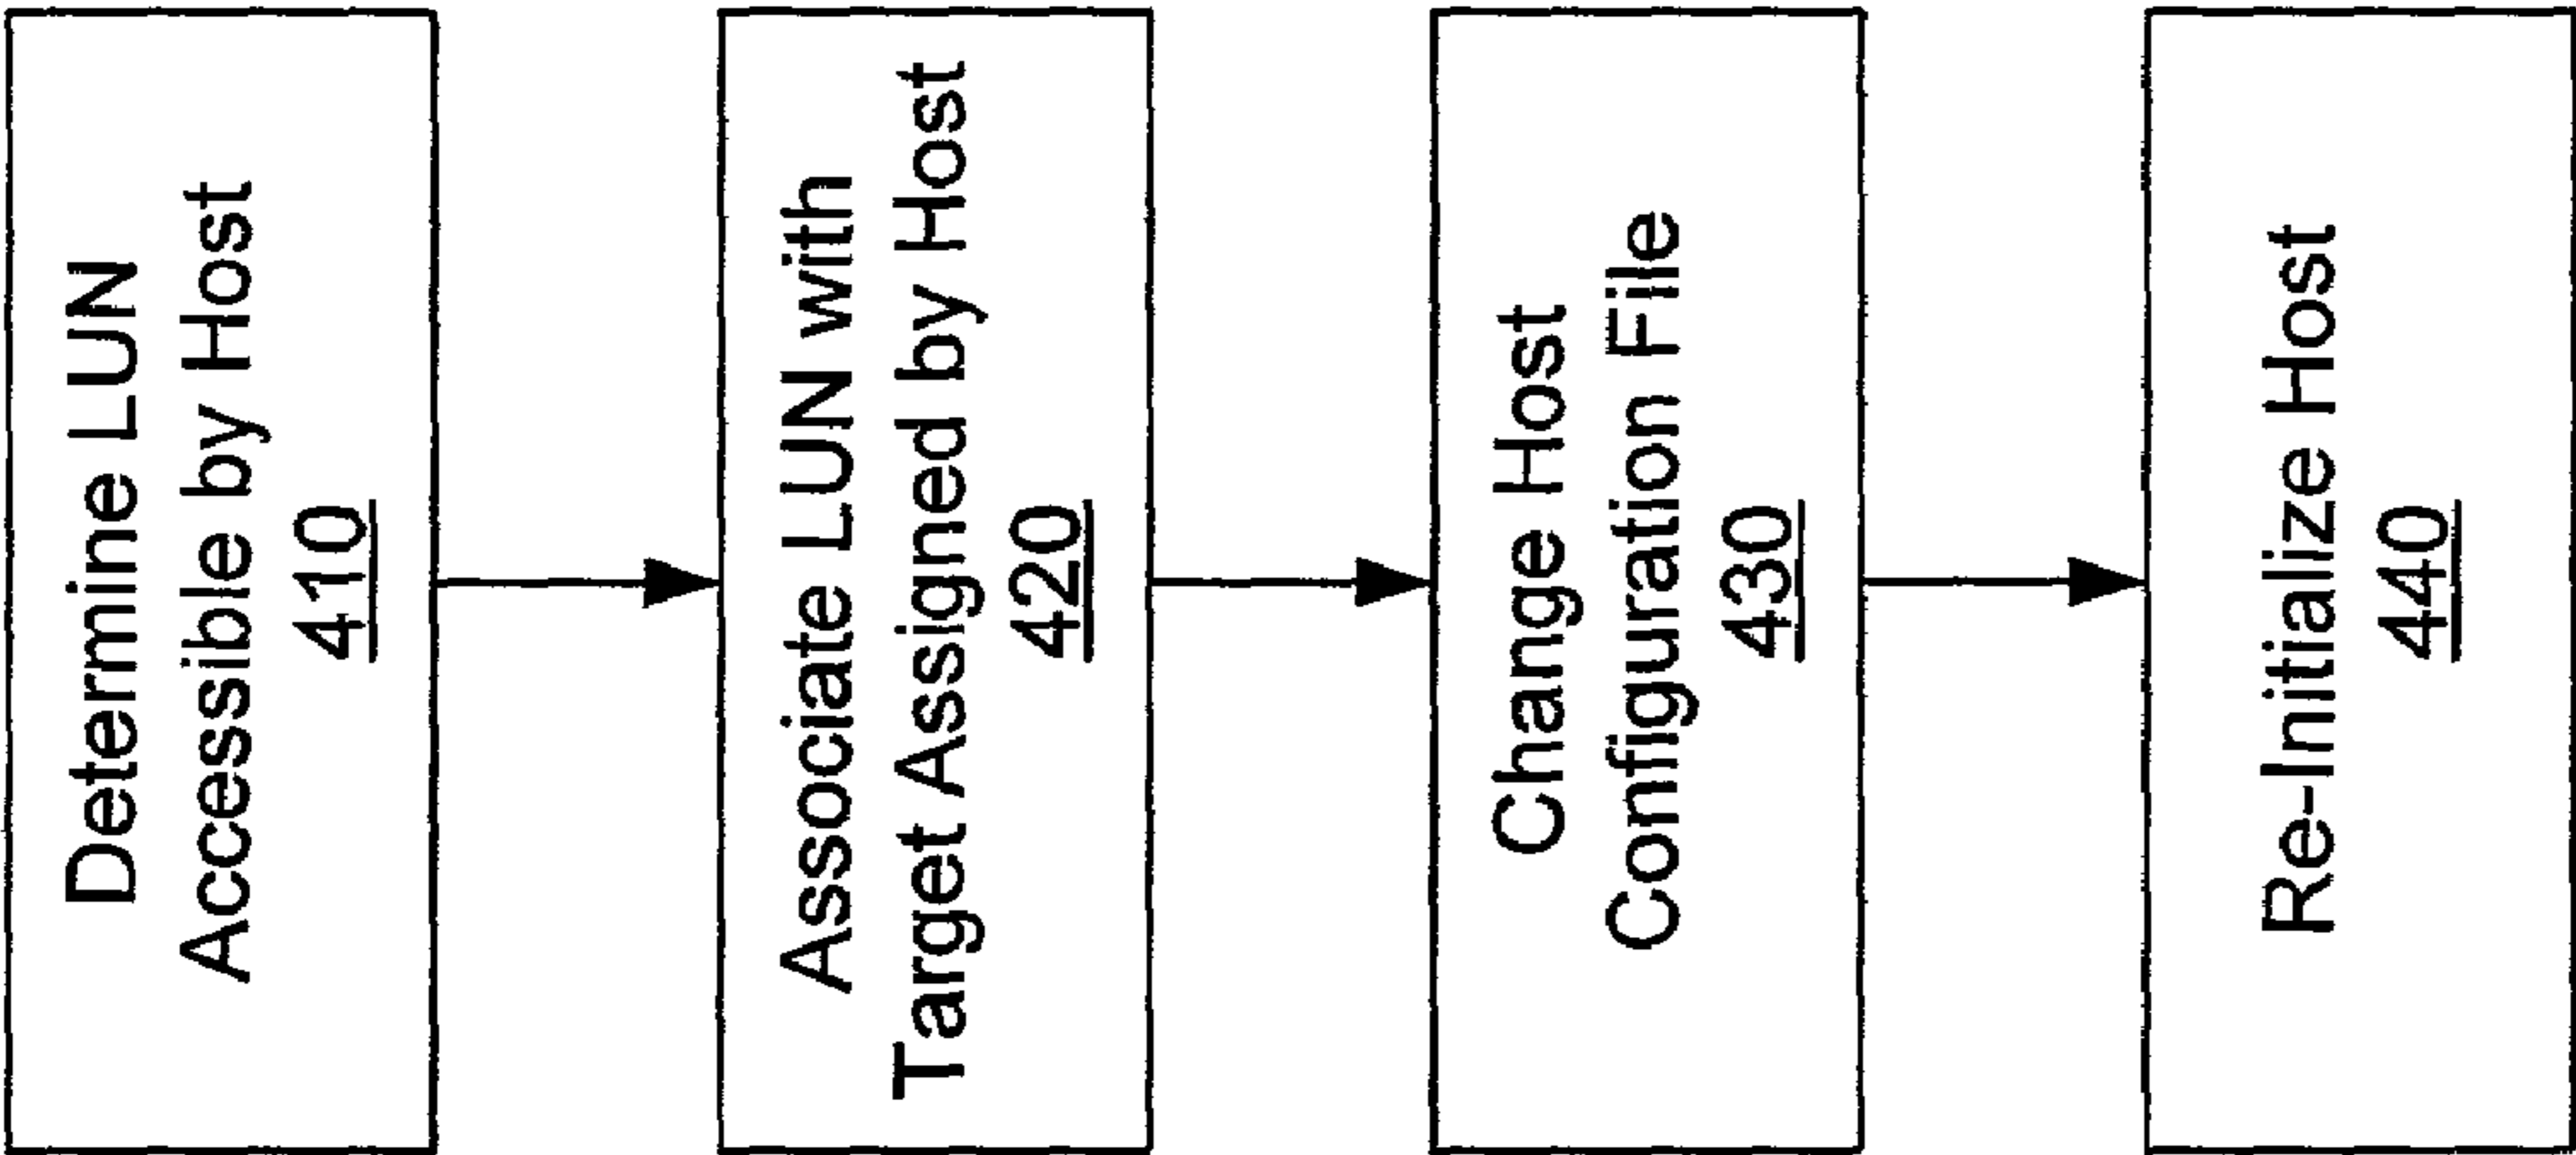 Determine LUN
Accessible by Host
410
Associate LUN with
Target Assigned by Host
420
Change Host
Configuration File
430
Re-Initialize Host
440